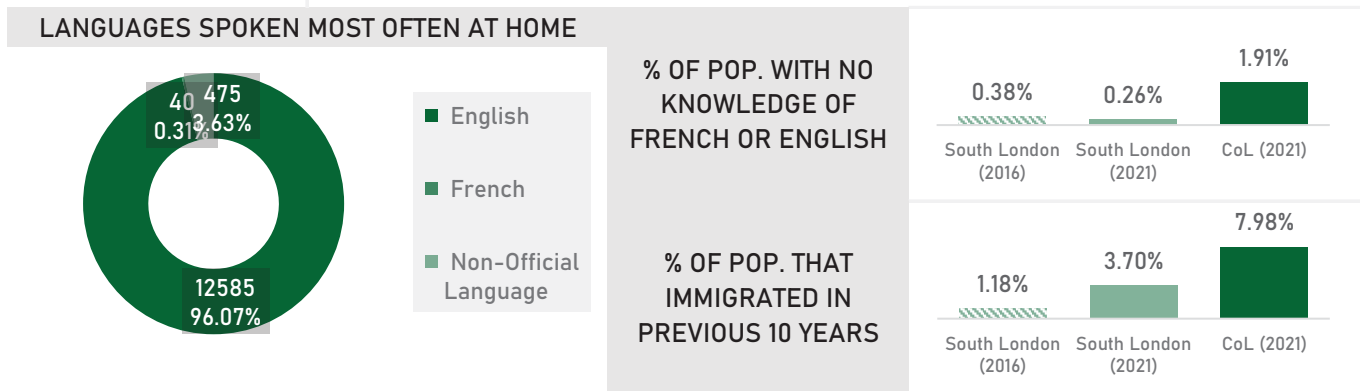 LANGUAGES SPOKEN MOST OFTEN AT HOME
40
0.31%
475
3.63%
12585
96.07%
English
French
Non-Official
Language
% OF POP. WITH NO
KNOWLEDGE OF
FRENCH OR ENGLISH
0.38%
0.26%
1.91%
South London
(2016)
South London
(2021)
CoL (2021)
% OF POP. THAT
IMMIGRATED IN
PREVIOUS 10 YEARS
1.18%
3.70%
7.98%
South London
(2016)
South London
(2021)
CoL (2021)